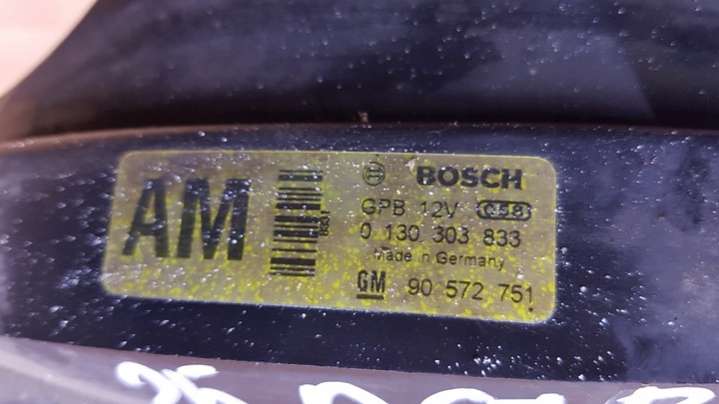 AM
BOSCH
GPB 12V
0 130 303 833
Made in Germany
GM 90 572 751